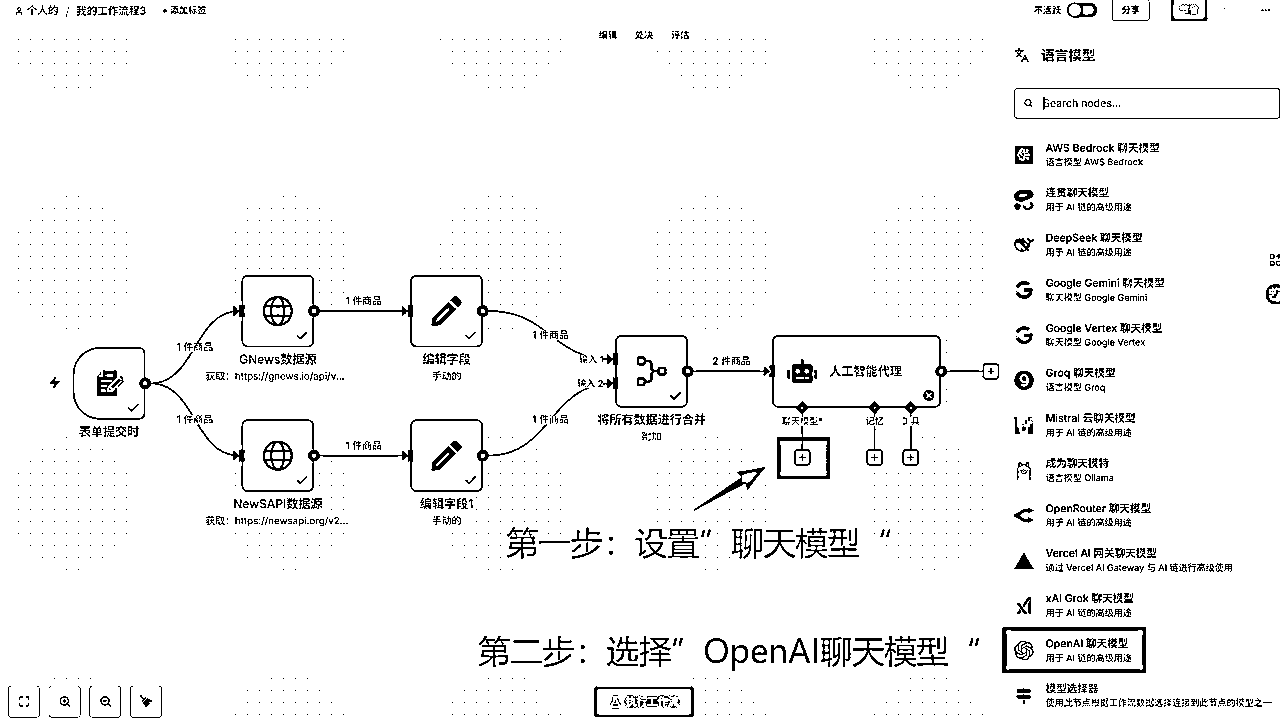 个人的 / 我的工作流程3 + 添加标签
不活跃
分享
编辑 处决 评估
语言模型
Search nodes...
AWS Bedrock 聊天模型
语言模型 AWS Bedrock
连贯聊天模型
用于 AI 链的高级用途
DeepSeek 聊天模型
用于 AI 链的高级用途
Google Gemini 聊天模型
聊天模型 Google Gemini
Google Vertex 聊天模型
聊天模型 Google Vertex
Groq 聊天模型
语言模型 Groq
Mistral 云聊天模型
用于 AI 链的高级用途
成为聊天模特
语言模型 Ollama
OpenRouter 聊天模型
用于 AI 链的高级用途
Vercel AI 网关聊天模型
通过 Vercel AI Gateway 与 AI 链进行高级使用
xAI Grok 聊天模型
用于 AI 链的高级用途
OpenAI 聊天模型
用于 AI 链的高级用途
模型选择器
使用此节点根据工作流数据选择连接到此节点的模型之一
表单提交时
1 件商品
1 件商品
GNews数据源
获取: https://gnews.io/api/v...
1 件商品
编辑字段
手动的
1 件商品
NewSAPI数据源
获取: https://newsapi.org/v2...
1 件商品
编辑字段1
手动的
1 件商品
输入 1
输入 2
将所有数据进行合并
附加
2 件商品
人工智能代理
聊天模型*
记忆
工具
第一步：设置”聊天模型“
第二步：选择”OpenAI聊天模型“
执行工作流